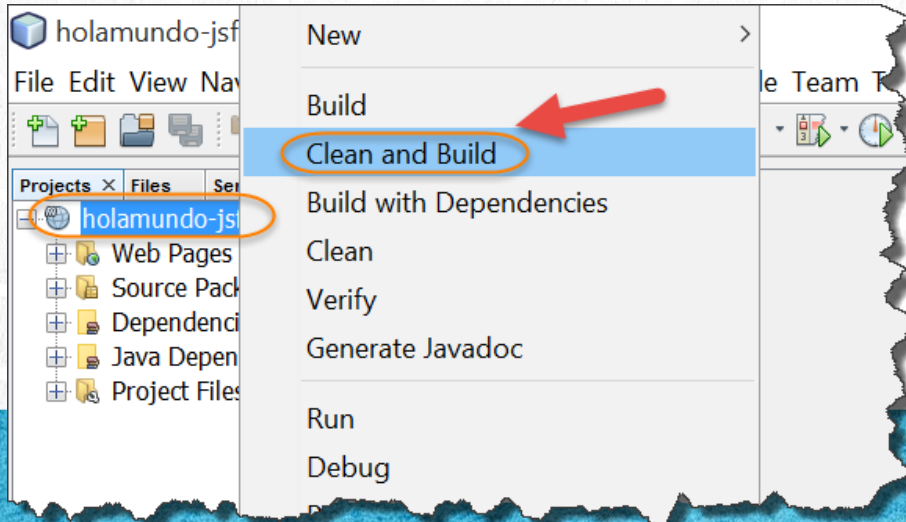 holamundo-jsf
File Edit View Nav
le Team T
Projects Files Ser
holamundo-jsf
Web Pages
Source Pack
Dependenci
Java Depen
Project Files
New
Build
Clean and Build
Build with Dependencies
Clean
Verify
Generate Javadoc
Run
Debug